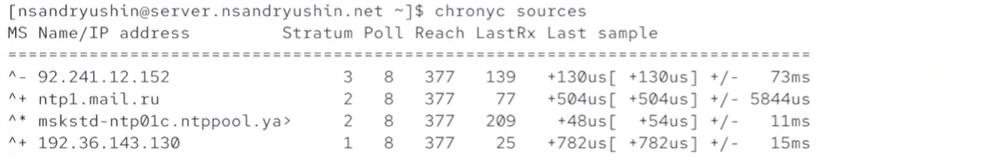 [nsandryushin@server.nsandryushin.net ~]$ chronyc sources
MS Name/IP address         Stratum Poll Reach LastRx Last sample
===============================================================================
^- 92.241.12.152                 3   8   377   139   +130us[ +130us] +/-   73ms
^+ ntp1.mail.ru                  2   8   377    77   +504us[ +504us] +/- 5844us
^* mskstd-ntp01c.ntppool.ya>     2   8   377   209    +48us[  +54us] +/-   11ms
^+ 192.36.143.130                1   8   377    25   +782us[ +782us] +/-   15ms